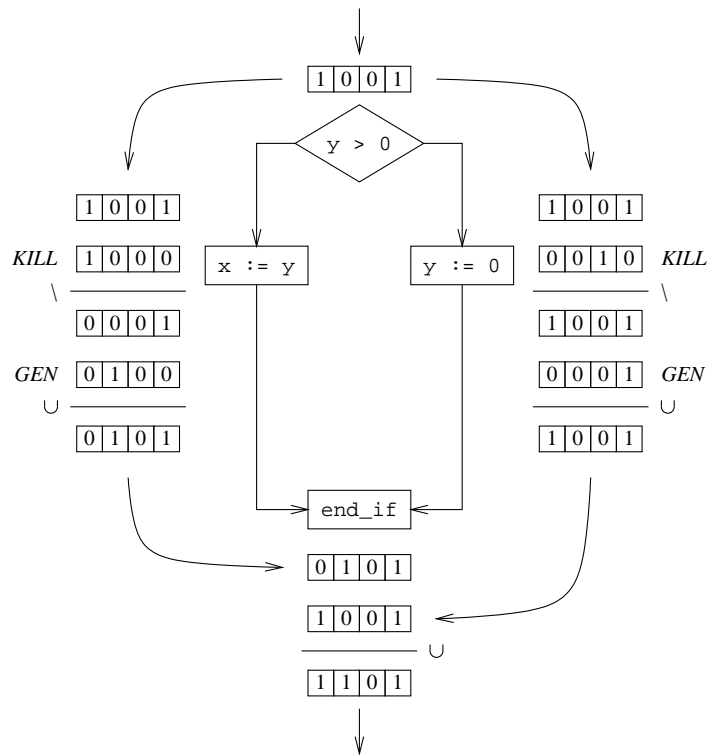 1 0 0 1
y > 0
1 0 0 1
KILL 1 0 0 0
\
0 0 0 1
GEN 0 1 0 0
∪
0 1 0 1
x := y
y := 0
1 0 0 1
0 0 1 0 KILL
\
1 0 0 1
0 0 0 1 GEN
∪
1 0 0 1
end_if
0 1 0 1
1 0 0 1
∪
1 1 0 1